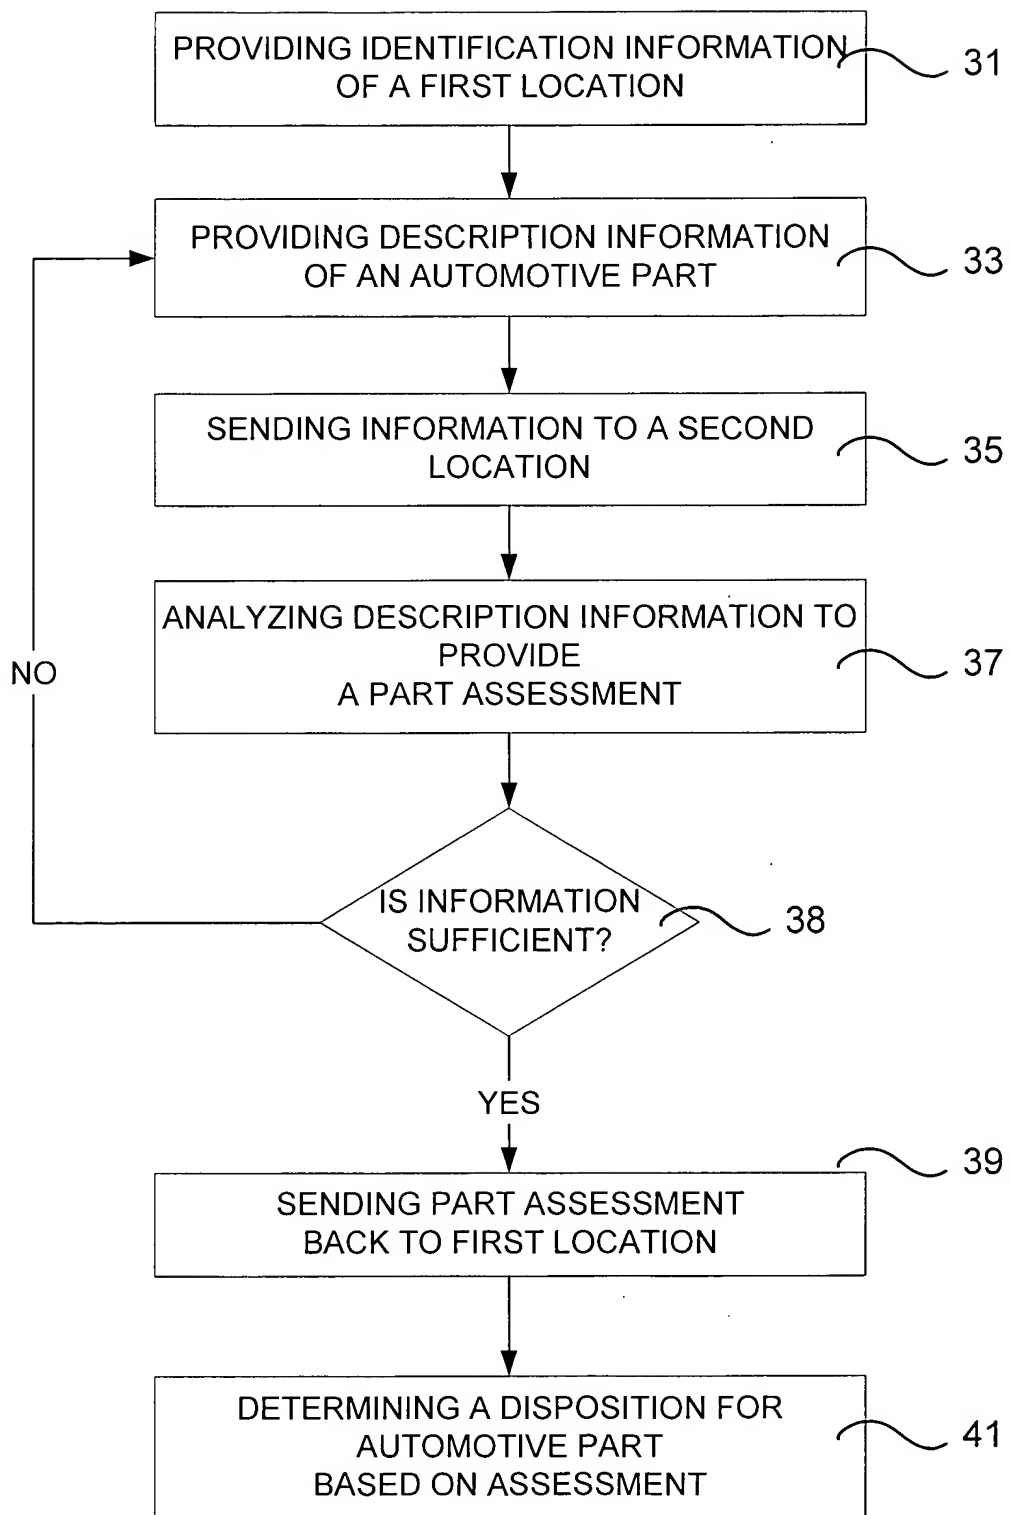 PROVIDING IDENTIFICATION INFORMATION
OF A FIRST LOCATION
31
PROVIDING DESCRIPTION INFORMATION
OF AN AUTOMOTIVE PART
33
SENDING INFORMATION TO A SECOND
LOCATION
35
ANALYZING DESCRIPTION INFORMATION TO
PROVIDE
A PART ASSESSMENT
37
NO
IS INFORMATION
SUFFICIENT?
38
YES
39
SENDING PART ASSESSMENT
BACK TO FIRST LOCATION
DETERMINING A DISPOSITION FOR
AUTOMOTIVE PART
BASED ON ASSESSMENT
41